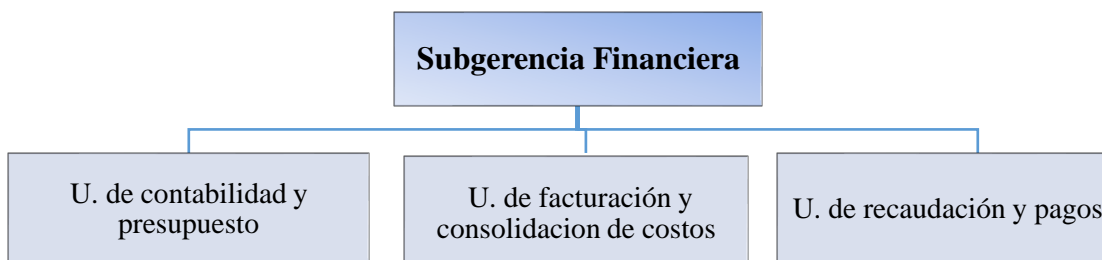 Subgerencia Financiera
U. de contabilidad y
presupuesto
U. de facturación y
consolidacion de costos
U. de recaudación y pagos